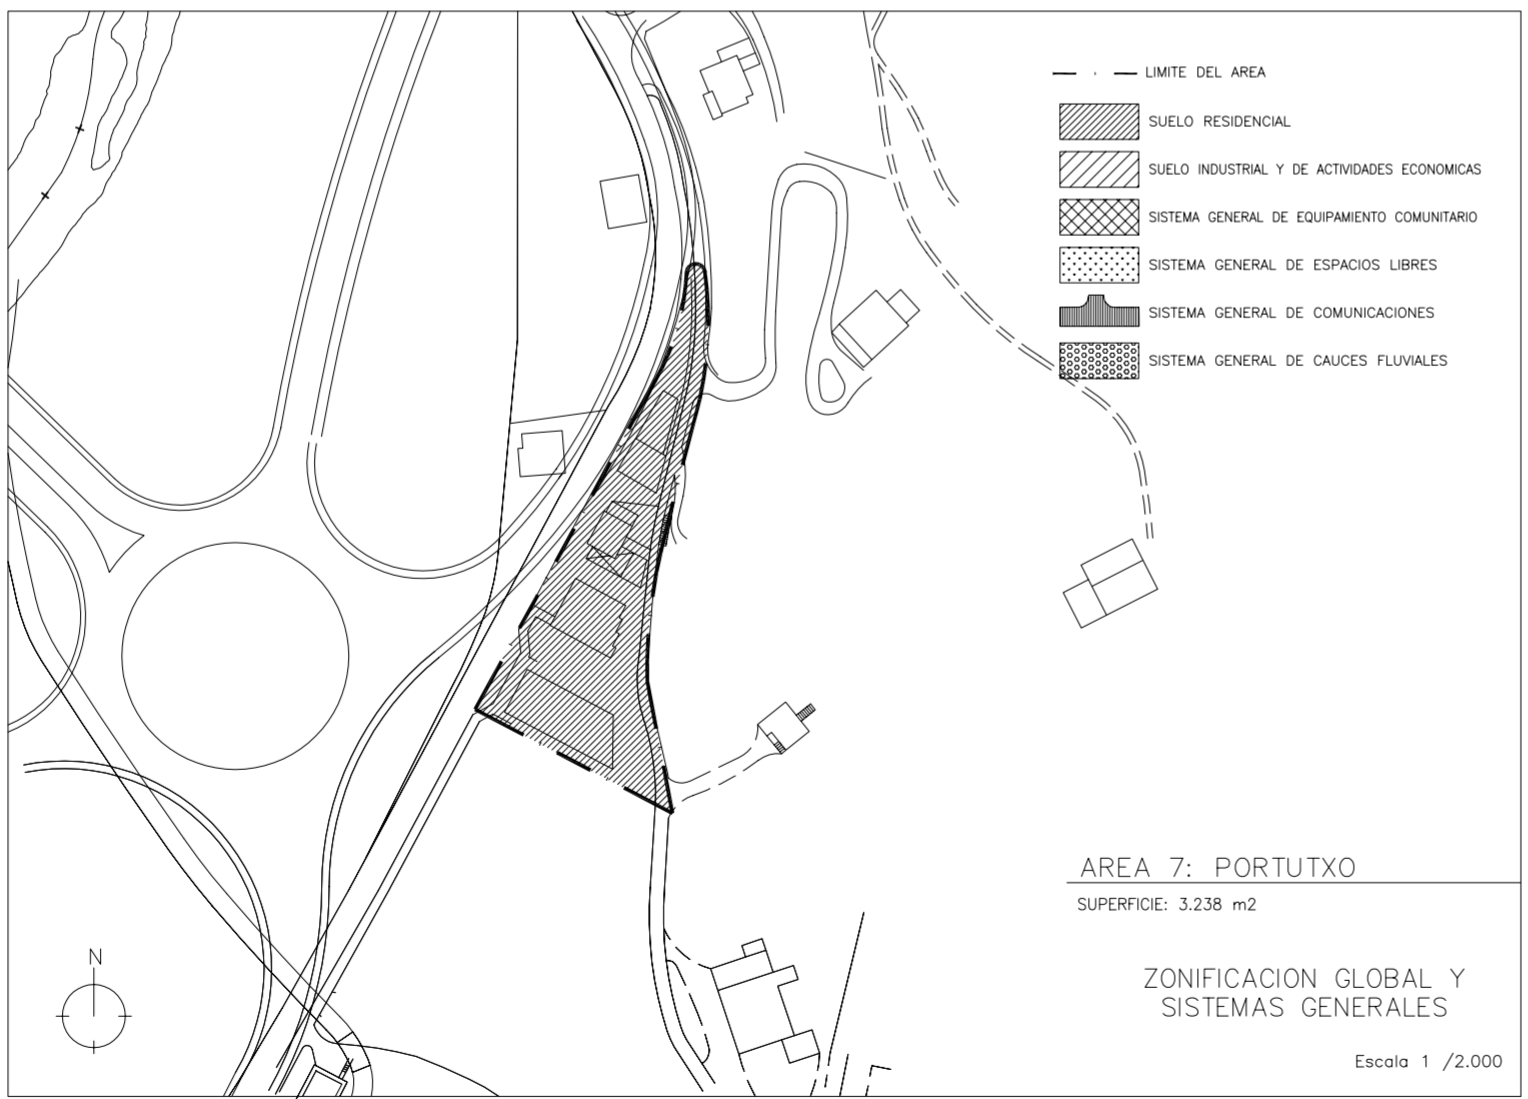 LIMITE DEL AREA
SUELO RESIDENCIAL
SUELO INDUSTRIAL Y DE ACTIVIDADES ECONOMICAS
SISTEMA GENERAL DE EQUIPAMIENTO COMUNITARIO
SISTEMA GENERAL DE ESPACIOS LIBRES
SISTEMA GENERAL DE COMUNICACIONES
SISTEMA GENERAL DE CAUCES FLUVIALES
AREA 7: PORTUTXO
SUPERFICIE: 3.238 m2
N
ZONIFICACION GLOBAL Y
SISTEMAS GENERALES
Escala 1 /2.000